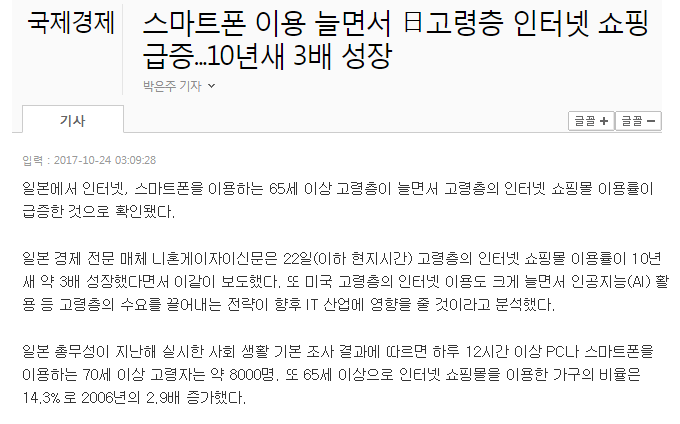 국제경제
스마트폰 이용 늘면서 日고령층 인터넷 쇼핑
급증...10년새 3배 성장
박은주 기자
기사
글꼴 + 글꼴 -
입력 : 2017-10-24 03:09:28
일본에서 인터넷, 스마트폰을 이용하는 65세 이상 고령층이 늘면서 고령층의 인터넷 쇼핑몰 이용률이
급증한 것으로 확인됐다.
일본 경제 전문 매체 니혼게이자이신문은 22일(이하 현지시간) 고령층의 인터넷 쇼핑몰 이용률이 10년
새 약 3배 성장했다면서 이같이 보도했다. 또 미국 고령층의 인터넷 이용도 크게 늘면서 인공지능(AI) 활
용 등 고령층의 수요를 끌어내는 전략이 향후 IT 산업에 영향을 줄 것이라고 분석했다.
일본 총무성이 지난해 실시한 사회 생활 기본 조사 결과에 따르면 하루 12시간 이상 PC나 스마트폰을
이용하는 70세 이상 고령자는 약 8000명. 또 65세 이상으로 인터넷 쇼핑몰을 이용한 가구의 비율은
14.3%로 2006년의 2.9배 증가했다.